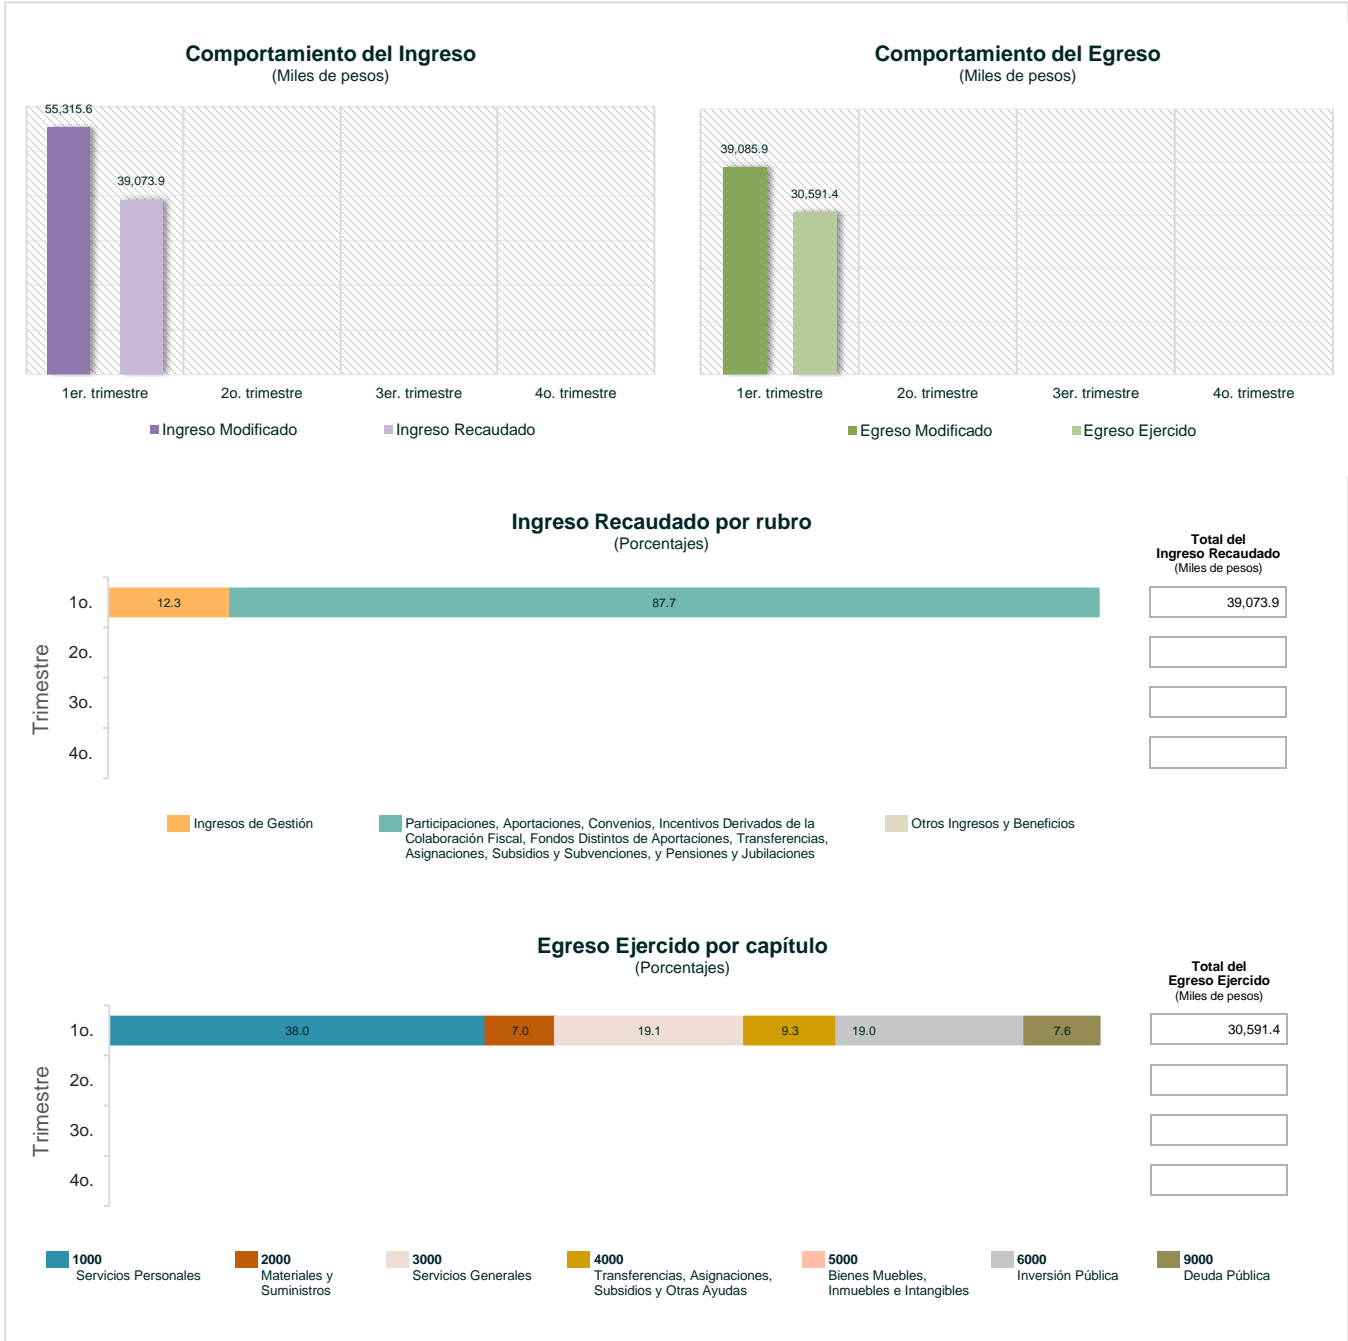 Comportamiento del Ingreso
(Miles de pesos)
55,315.6
39,073.9
1er. trimestre
2o. trimestre
3er. trimestre
4o. trimestre
Ingreso Modificado
Ingreso Recaudado
Comportamiento del Egreso
(Miles de pesos)
39,085.9
30,591.4
1er. trimestre
2o. trimestre
3er. trimestre
4o. trimestre
Egreso Modificado
Egreso Ejercido
Ingreso Recaudado por rubro
(Porcentajes)
Total del
Ingreso Recaudado
(Miles de pesos)
Trimestre
1o.
12.3
87.7
39,073.9
2o.
3o.
4o.
Ingresos de Gestión
Participaciones, Aportaciones, Convenios, Incentivos Derivados de la
Colaboración Fiscal, Fondos Distintos de Aportaciones, Transferencias,
Asignaciones, Subsidios y Subvenciones, y Pensiones y Jubilaciones
Otros Ingresos y Beneficios
Egreso Ejercido por capítulo
(Porcentajes)
Total del
Egreso Ejercido
(Miles de pesos)
Trimestre
1o.
38.0
7.0
19.1
9.3
19.0
7.6
30,591.4
2o.
3o.
4o.
1000
Servicios Personales
2000
Materiales y
Suministros
3000
Servicios Generales
4000
Transferencias, Asignaciones,
Subsidios y Otras Ayudas
5000
Bienes Muebles,
Inmuebles e Intangibles
6000
Inversión Pública
9000
Deuda Pública